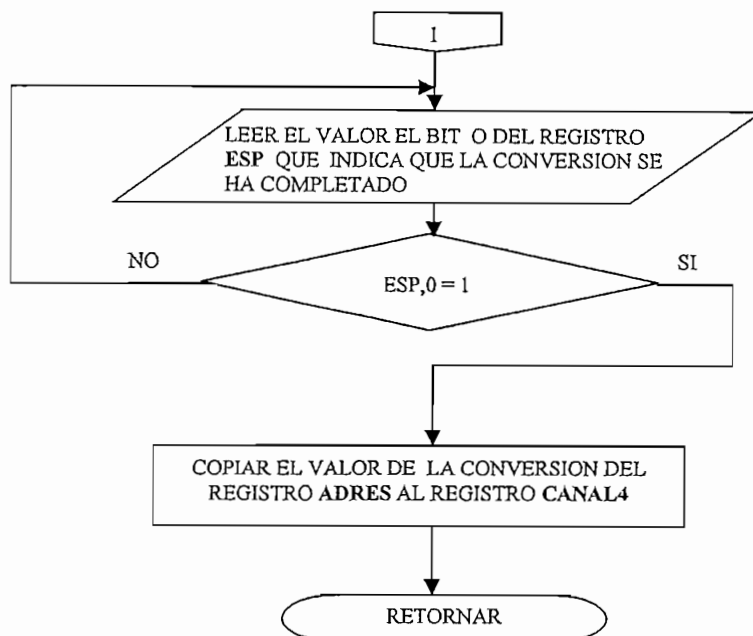 1
LEER EL VALOR EL BIT O DEL REGISTRO
ESP QUE INDICA QUE LA CONVERSION SE
HA COMPLETADO
NO
SI
ESP,0 = 1
COPIAR EL VALOR DE LA CONVERSION DEL
REGISTRO ADRES AL REGISTRO CANAL4
RETORNAR